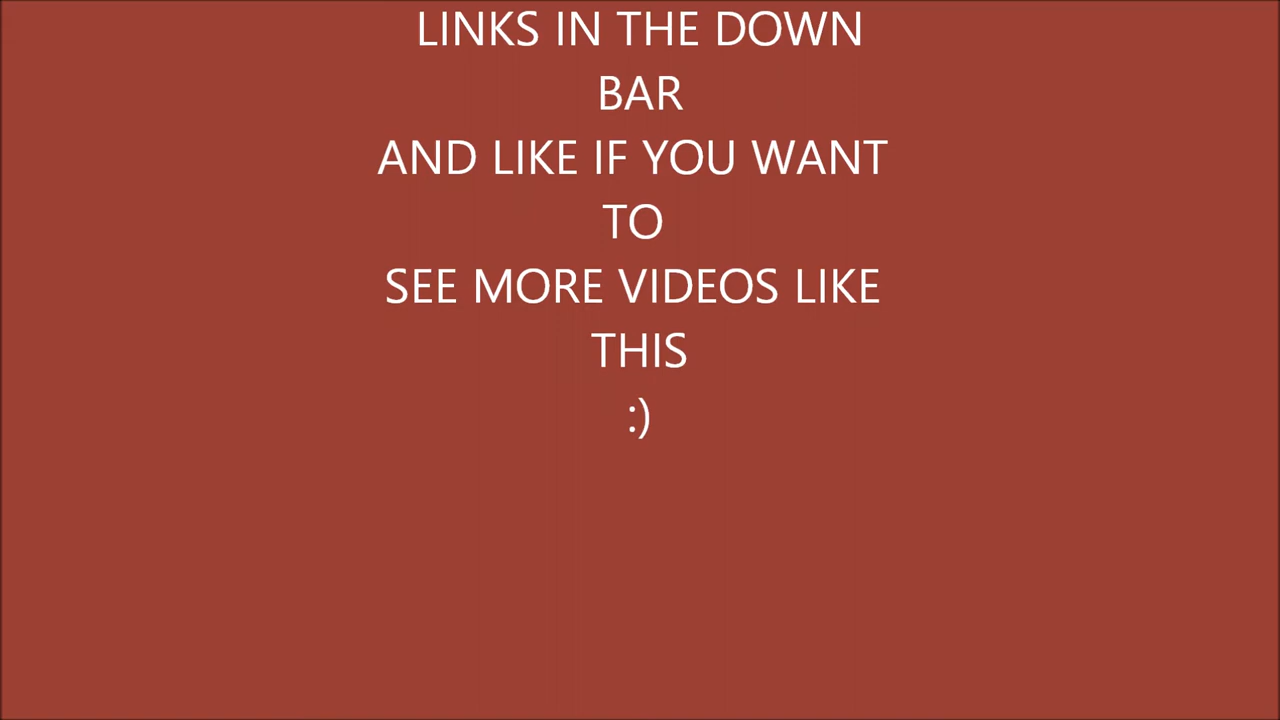 LINKS IN THE DOWN
BAR
AND LIKE IF YOU WANT
TO
SEE MORE VIDEOS LIKE
THIS
:)